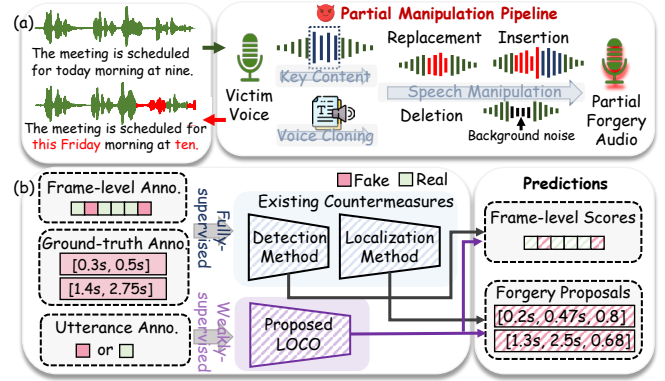 (a)
Partial Manipulation Pipeline
The meeting is scheduled
for today morning at nine.
The meeting is scheduled for
this Friday morning at ten.
Victim
Voice
Key Content
Voice Cloning
Replacement
Insertion
Speech Manipulation
Deletion
Background noise
Partial
Forgery
Audio
(b)
Frame-level Anno.
Ground-truth Anno.
[0.3s, 0.5s]
[1.4s, 2.75s]
Utterance Anno.
or
Fully-
supervised
Weakly-
supervised
Fake
Real
Existing Countermeasures
Detection
Method
Localization
Method
Proposed
LOCO
Predictions
Frame-level Scores
Forgery Proposals
[0.2s, 0.47s, 0.8]
[1.3s, 2.5s, 0.68]